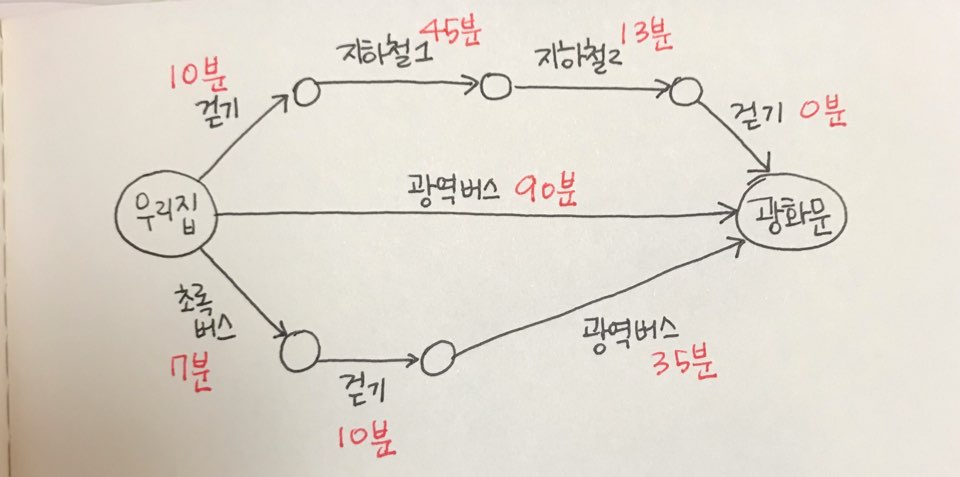 10분
걷기
지하철1 45분
지하철2 13분
걷기 0분
우리집
광역버스 90분
광화문
초록
버스
7분
걷기
10분
광역버스
35분